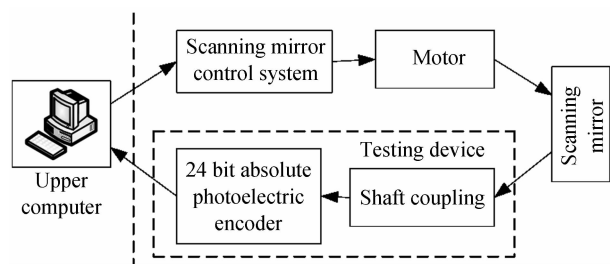 Scanning mirror
control system
Motor
Scanning
mirror
Upper
computer
Testing device
24 bit absolute
photoelectric
encoder
Shaft coupling